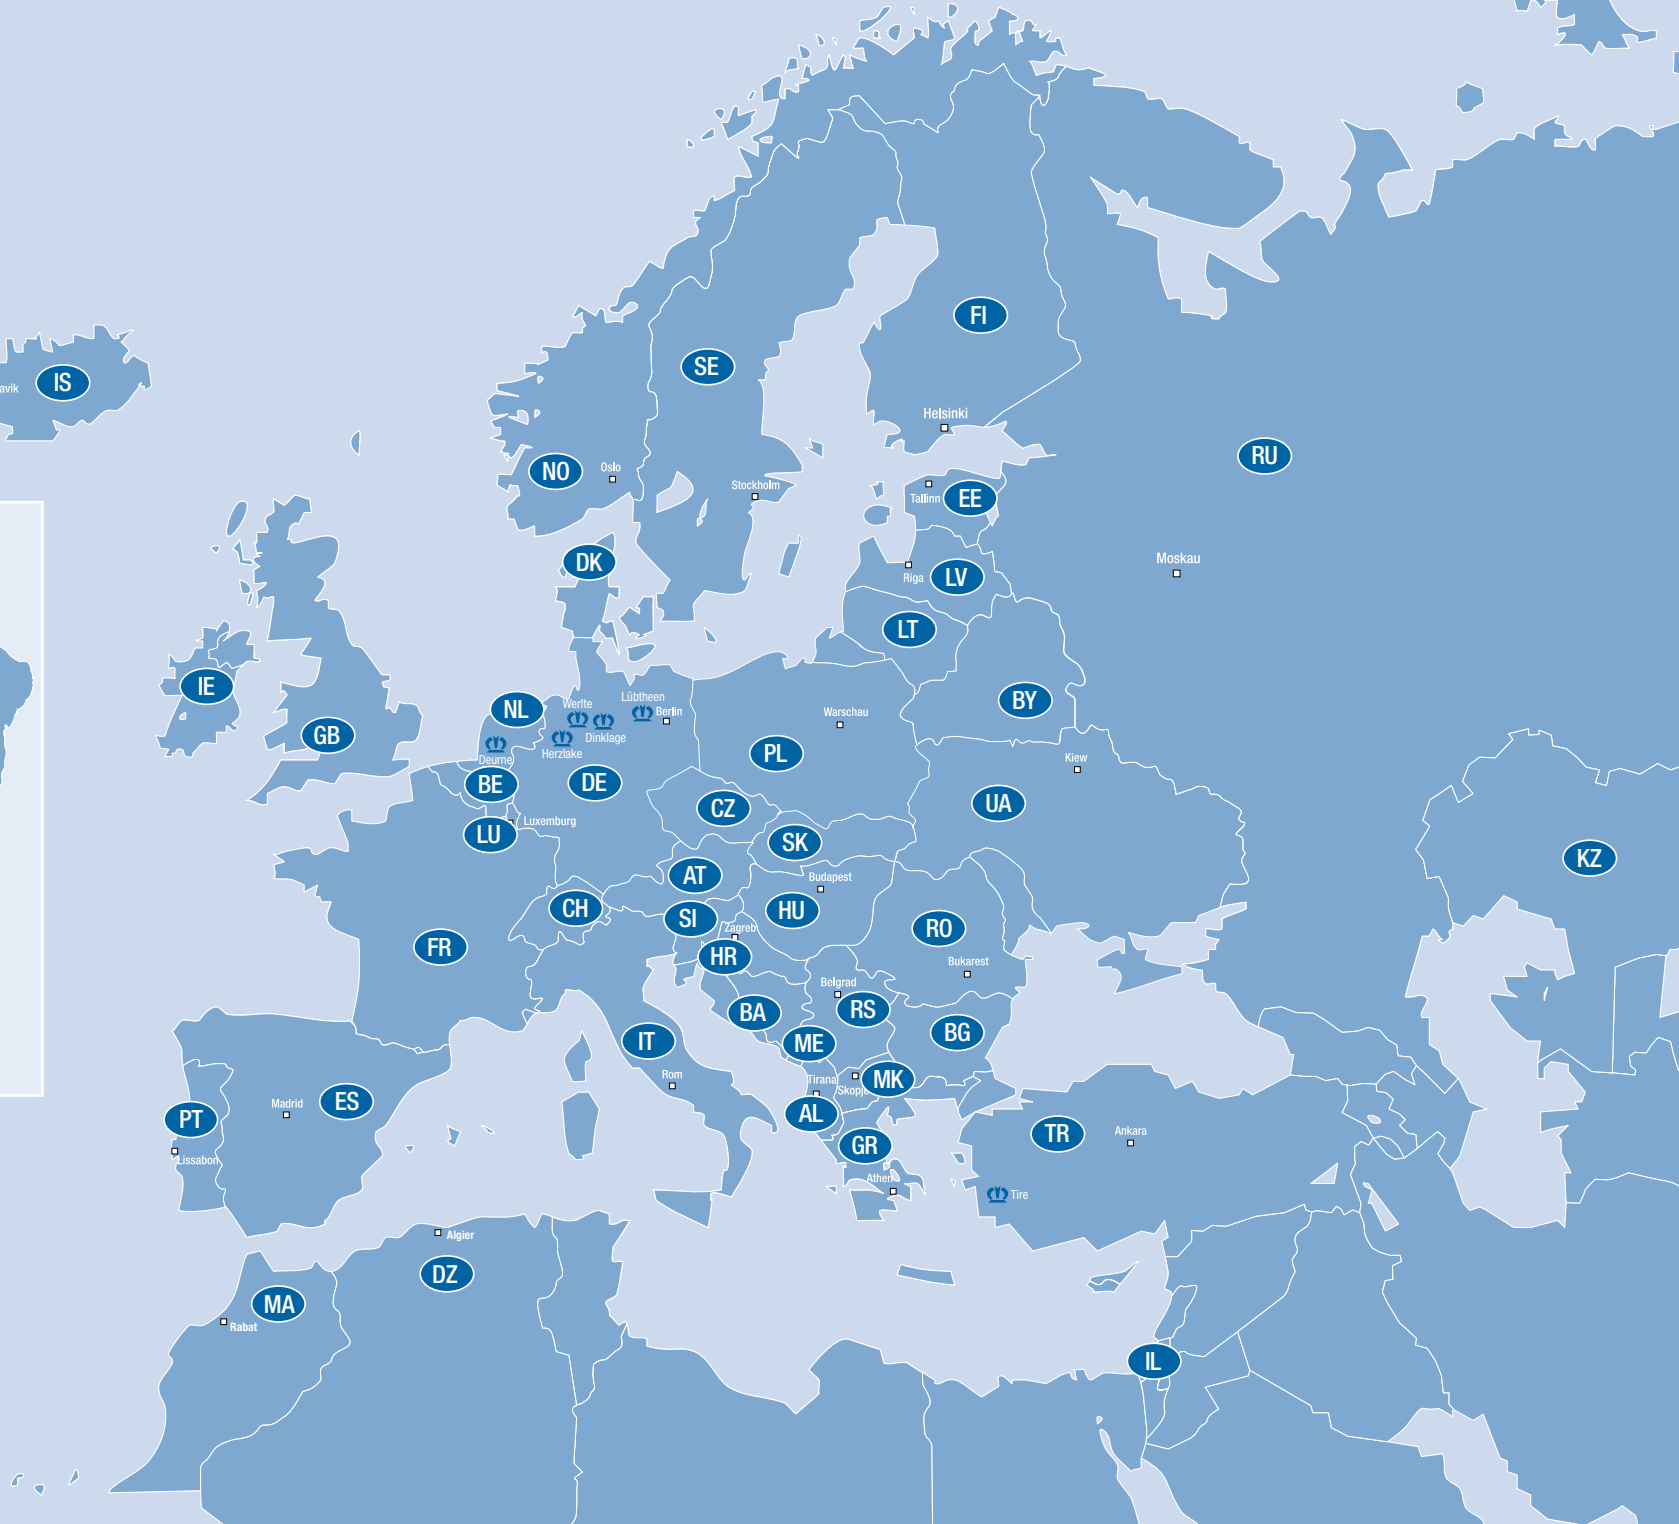 FI
SE
IS
avik
Helsinki
NO
Oslo
RU
Stockholm
Tallinn
EE
DK
Moskau
Riga
LV
LT
IE
BY
NL
Werlte
Lübtheen
Berlin
Warschau
GB
Dinklage
Herzlake
Deurne
PL
Kiew
BE
DE
CZ
UA
LU
Luxemburg
SK
KZ
AT
Budapest
CH
HU
SI
Zagreb
RO
FR
HR
Bukarest
Belgrad
BA
RS
BG
IT
ME
Rom
Tirana
Skopje
MK
Madrid
ES
PT
AL
TR
Ankara
Lissabon
GR
Athen
Tire
Algier
DZ
MA
Rabat
IL